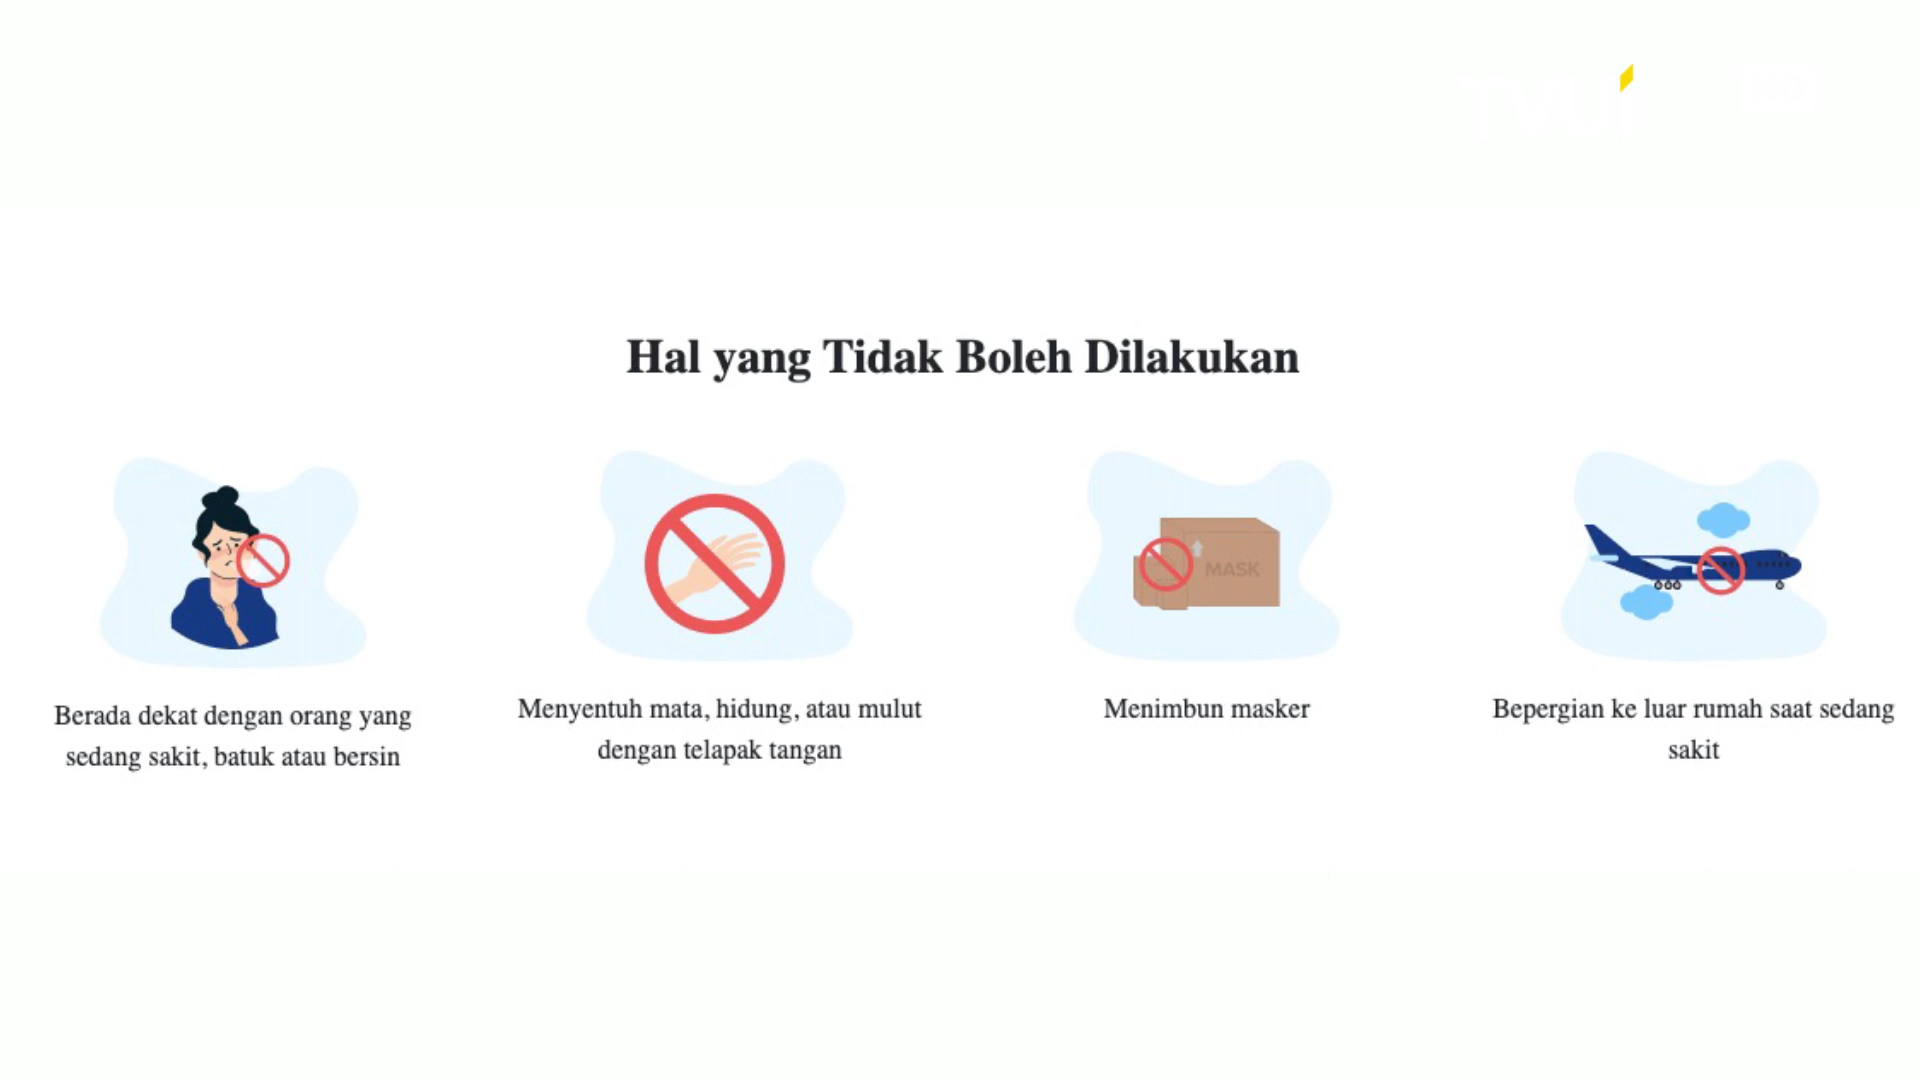 Hal yang Tidak Boleh Dilakukan
MASK
Berada dekat dengan orang yang
sedang sakit, batuk atau bersin
Menyentuh mata, hidung, atau mulut
dengan telapak tangan
Menimbun masker
Bepergian ke luar rumah saat sedang
sakit